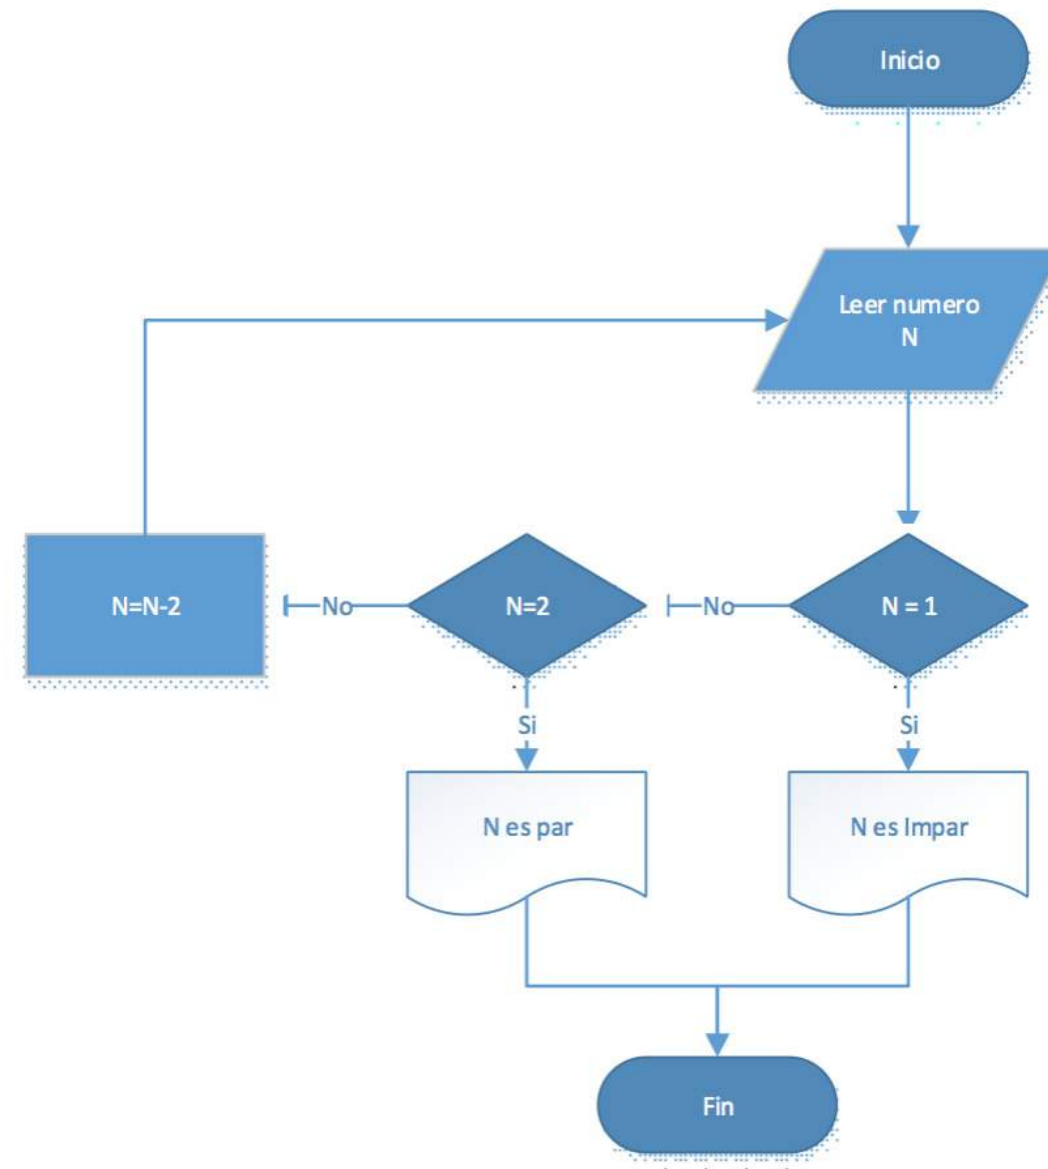 Inicio
Leer numero
N
N = 1
No
N=2
No
N=N-2
Si
Si
N es par
N es Impar
Fin